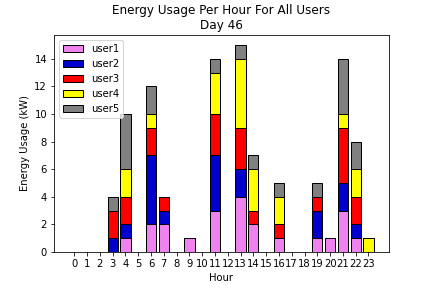 Energy Usage Per Hour For All Users
Day 46
user1
user2
user3
user4
user5
Energy Usage (kW)
14
12
10
8
6
4
2
0
0 1 2 3 4 5 6 7 8 9 10 11 12 13 14 15 16 17 18 19 20 21 22 23
Hour